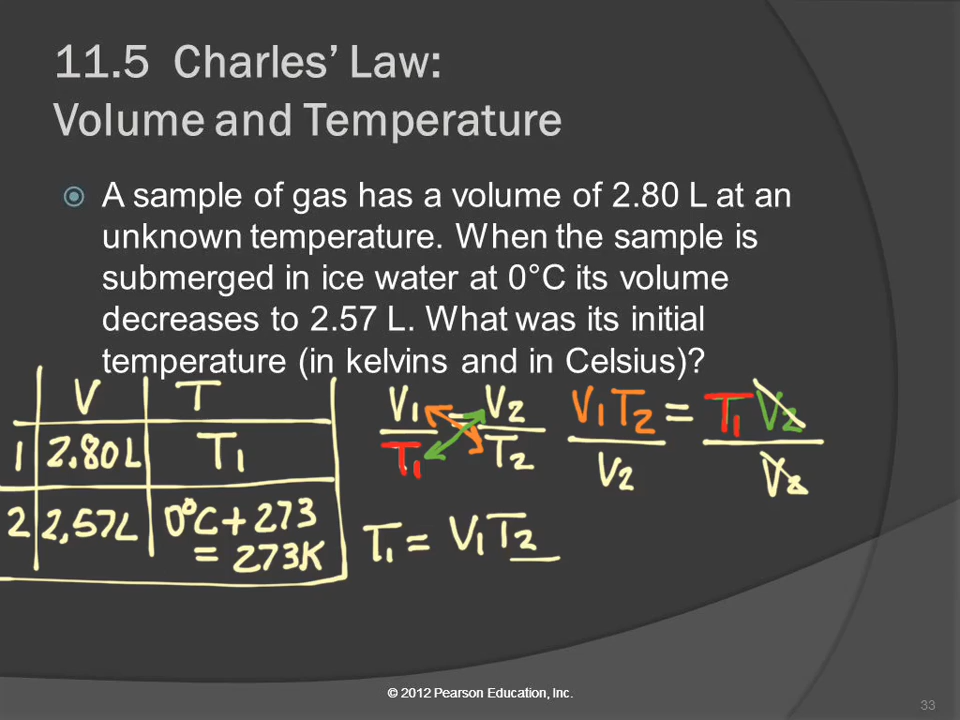 11.5 Charles’ Law:
Volume and Temperature
A sample of gas has a volume of 2.80 L at an
unknown temperature. When the sample is
submerged in ice water at 0°C its volume
decreases to 2.57 L. What was its initial
temperature (in kelvins and in Celsius)?
V T
1 2.80L T₁
2 2.57L 0°C + 273
= 273K
V₁ = V₂
T₁ T₂
V₁T₂ = T₁V₂
V₂ V₂
T₁ = V₁T₂
© 2012 Pearson Education, Inc.
33